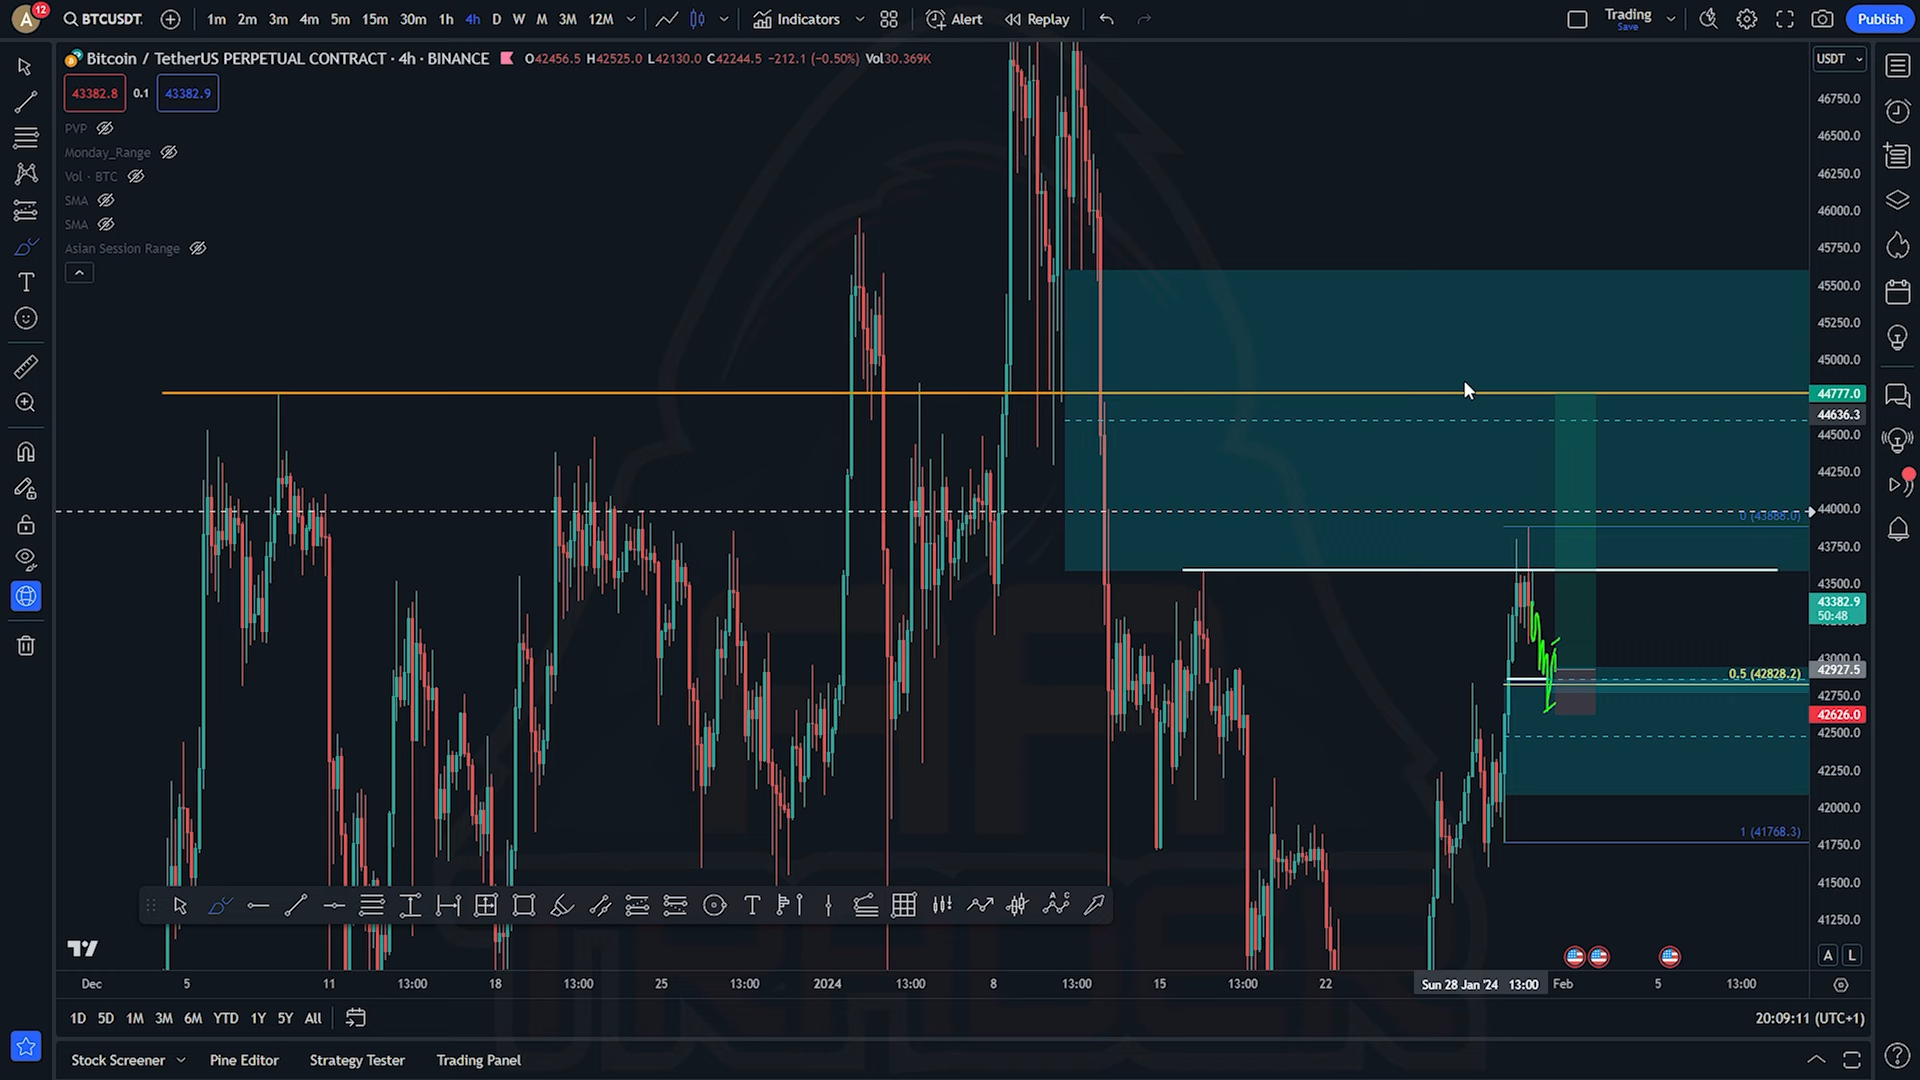 A 12 BTCUSDT. 1m 2m 3m 4m 5m 15m 30m 1h 4h D W M 3M 12M Indicators Alert Replay Trading Save Publish
Bitcoin / TetherUS PERPETUAL CONTRACT · 4h · BINANCE O42456.5 H42525.0 L42130.0 C42244.5 -212.1 (-0.50%) Vol30.369K USDT
43382.8 0.1 43382.9
PVP
Monday_Range
Vol · BTC
SMA
SMA
Asian Session Range
46750.0
46500.0
46250.0
46000.0
45750.0
45500.0
45250.0
45000.0
44777.0
44636.3
44500.0
44250.0
44000.0
0 (43888.0)
43750.0
43500.0
43382.9
50:48
43000.0
42927.5
0.5 (42828.2)
42750.0
42626.0
42500.0
42250.0
42000.0
1 (41768.3)
41750.0
41500.0
41250.0
T
A L
Dec 5 11 13:00 18 13:00 25 13:00 2024 13:00 8 13:00 15 13:00 22 Sun 28 Jan '24 13:00 Feb 5 13:00
1D 5D 1M 3M 6M YTD 1Y 5Y All 20:09:11 (UTC+1)
Stock Screener Pine Editor Strategy Tester Trading Panel